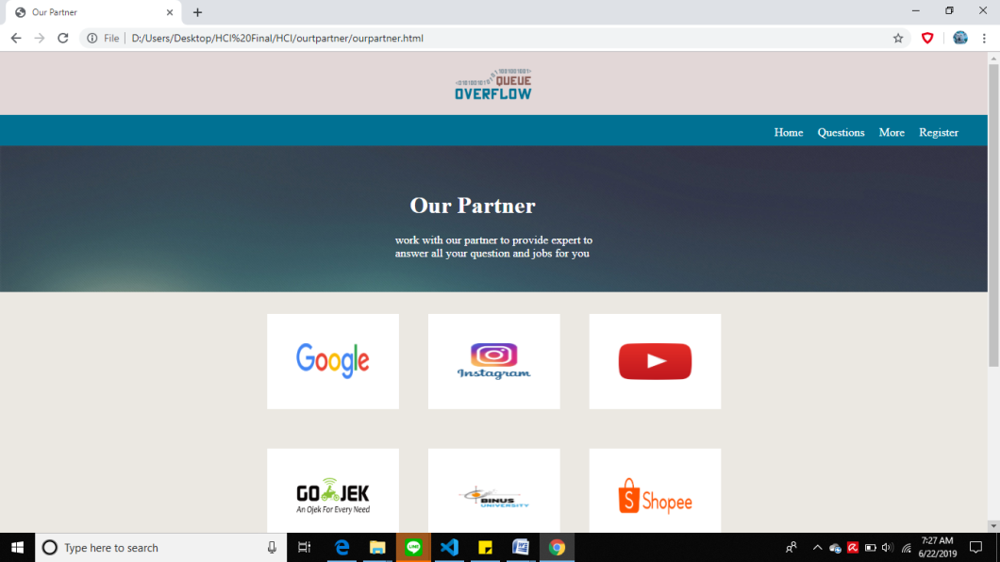 Our Partner
File
D:/Users/Desktop/HCI%20Final/HCI/ourtpartner/ourpartner.html
QUEUE
OVERFLOW
Home Questions More Register
Our Partner
work with our partner to provide expert to
answer all your question and jobs for you
Google
Instagram
GO JEK
An Ojek For Every Need
BINUS
UNIVERSITY
S Shopee
Type here to search
LINE
7:27 AM
6/22/2019